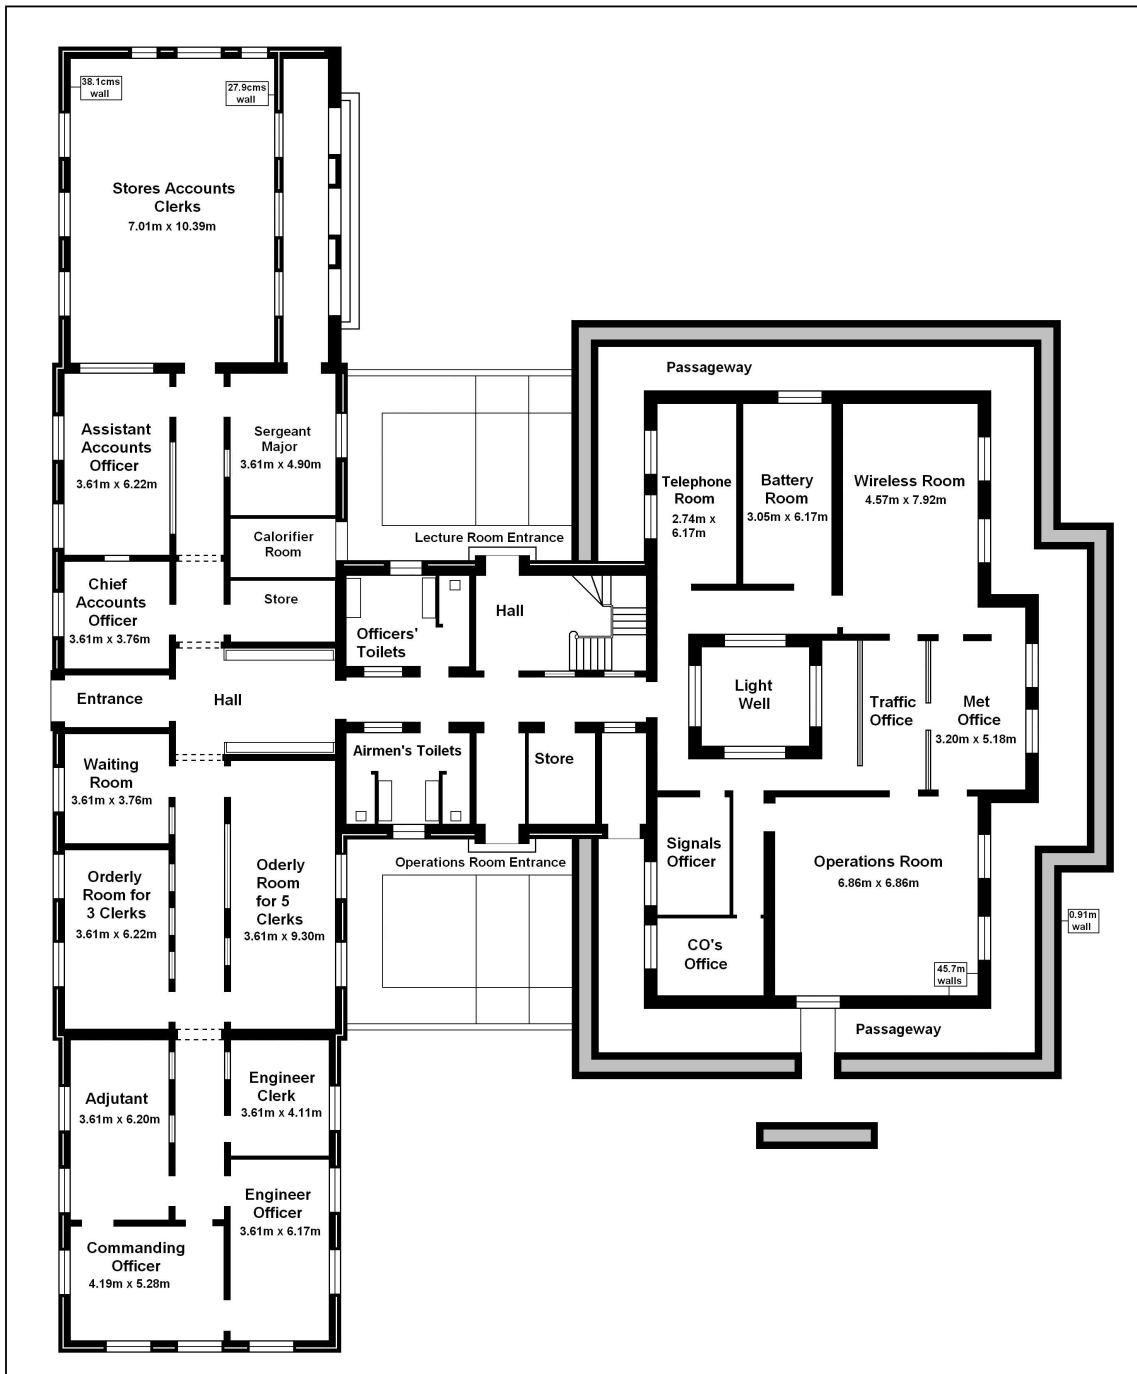 38.1cms
wall
27.9cms
wall
Stores Accounts
Clerks
7.01m x 10.39m
Assistant
Accounts
Officer
3.61m x 6.22m
Sergeant
Major
3.61m x 4.90m
Calorifier
Room
Store
Chief
Accounts
Officer
3.61m x 3.76m
Entrance
Hall
Waiting
Room
3.61m x 3.76m
Orderly
Room for
3 Clerks
3.61m x 6.22m
Oderly
Room
for 5
Clerks
3.61m x 9.30m
Adjutant
3.61m x 6.20m
Engineer
Clerk
3.61m x 4.11m
Engineer
Officer
3.61m x 6.17m
Commanding
Officer
4.19m x 5.28m
Lecture Room Entrance
Hall
Officers'
Toilets
Airmen's Toilets
Store
Operations Room Entrance
Passageway
Telephone
Room
2.74m x
6.17m
Battery
Room
3.05m x 6.17m
Wireless Room
4.57m x 7.92m
Light
Well
Traffic
Office
Met
Office
3.20m x 5.18m
Signals
Officer
Operations Room
6.86m x 6.86m
CO's
Office
0.91m
wall
45.7m
walls
Passageway